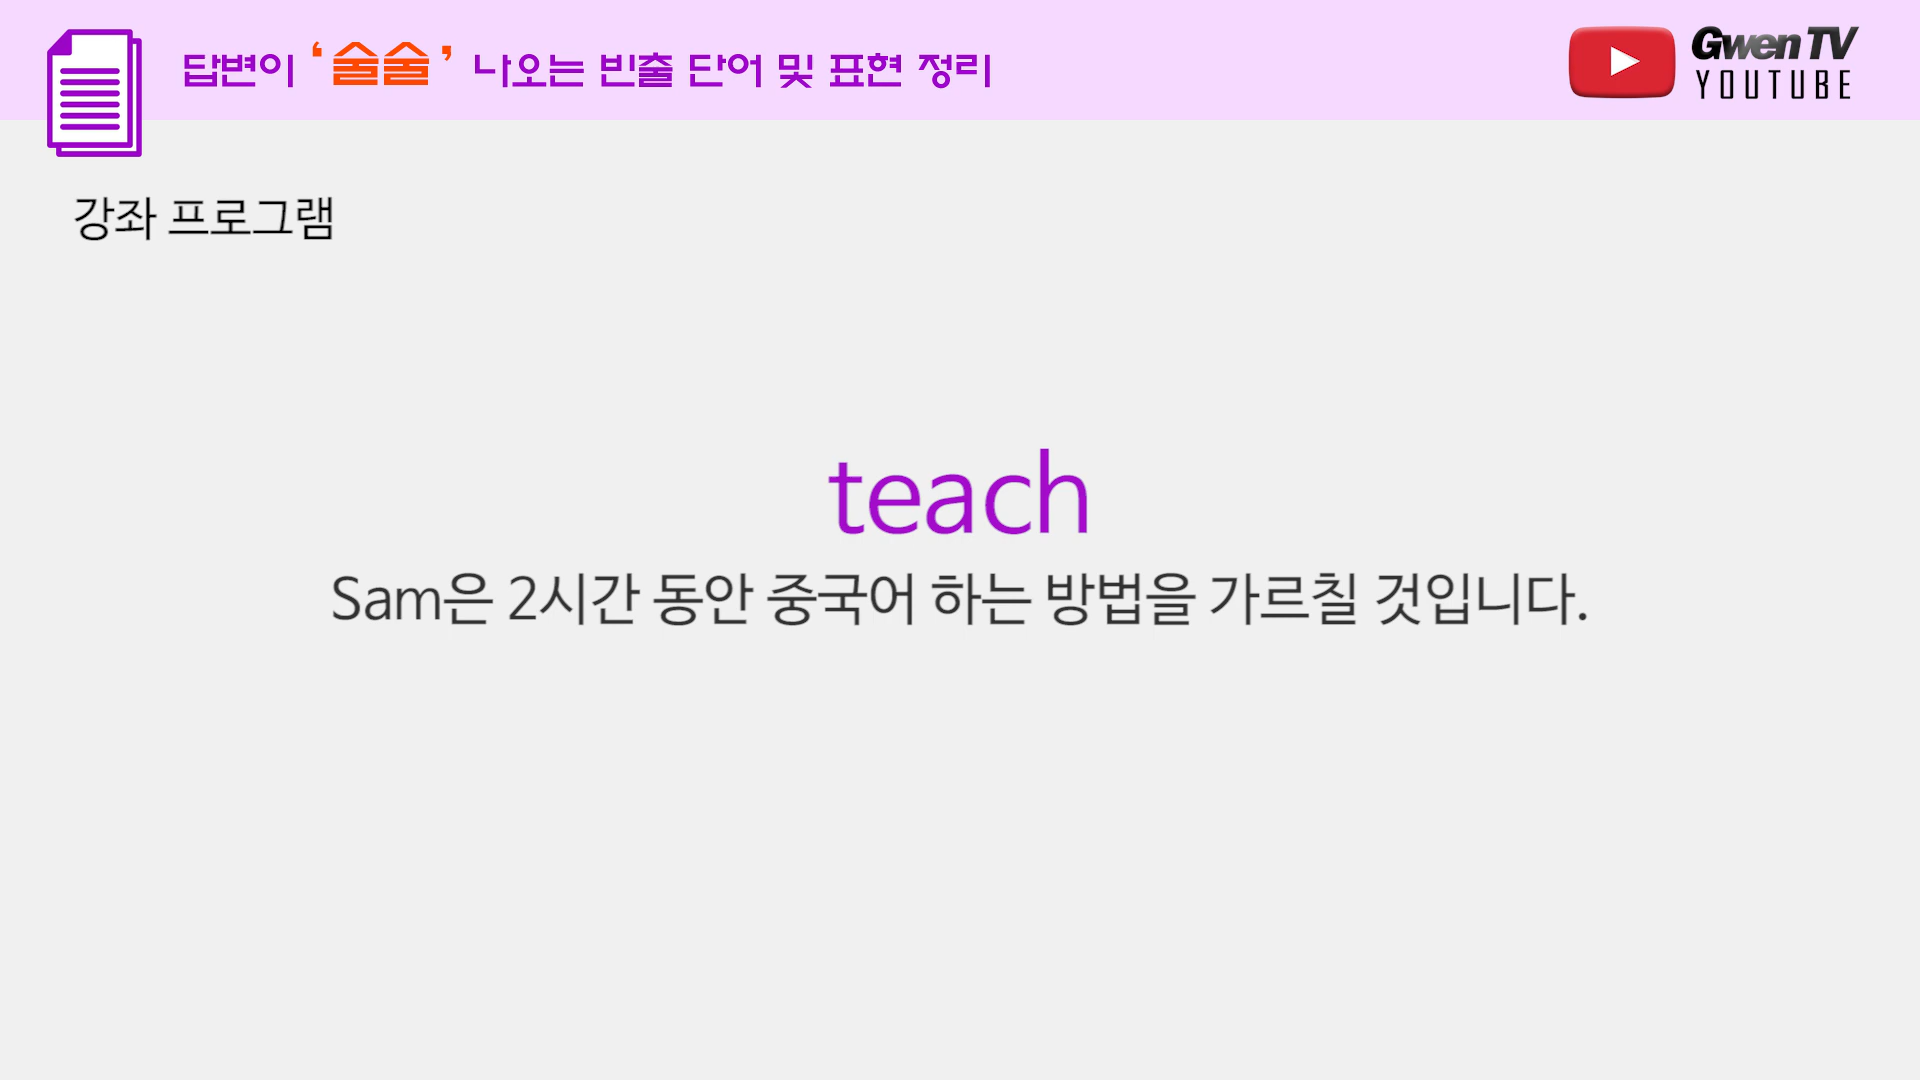 답변이 ‘술술’ 나오는 빈출 단어 및 표현 정리
Gwen TV
YOUTUBE
강좌 프로그램
teach
Sam은 2시간 동안 중국어 하는 방법을 가르칠 것입니다.